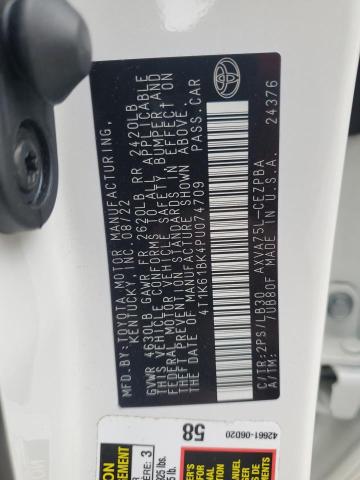 MFD.BY:TOYOTA MOTOR MANUFACTURING,
KENTUCKY, INC. 08/22
GVWR 4630LB GAWR FR 2620LB RR 2420LB
THIS VEHICLE CONFORMS TO ALL APPLICABLE
FEDERAL MOTOR VEHICLE SAFETY, BUMPER, AND
THEFT PREVENTION STANDARDS IN EFFECT ON
THE DATE OF MANUFACTURE SHOWN ABOVE.
4T1K61BK4PU074709 PASS.CAR
C/TR:2PS/LB30 AXVA75L-CEZPBA
A/TM: 7UB80F MADE IN U.S.A. 24376
42661-06D20
58